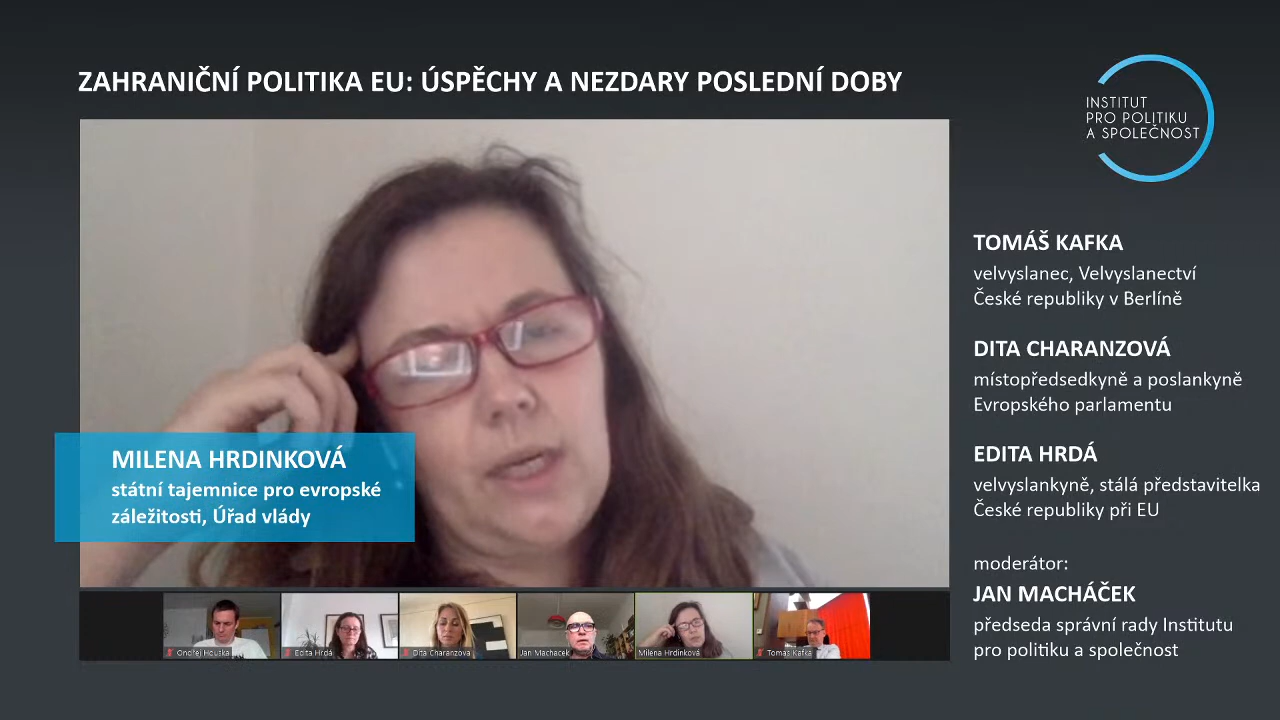 ZAHRANIČNÍ POLITIKA EU: ÚSPĚCHY A NEZDARY POSLEDNÍ DOBY
INSTITUT
PRO POLITIKU
A SPOLEČNOST
MILENA HRDINKOVÁ
státní tajemnice pro evropské
záležitosti, Úřad vlády
TOMÁŠ KAFKA
velvyslanec, Velvyslanectví
České republiky v Berlíně
DITA CHARANZOVÁ
místopředsedkyně a poslankyně
Evropského parlamentu
EDITA HRDÁ
velvyslankyně, stálá představitelka
České republiky při EU
moderátor:
JAN MACHÁČEK
předseda správní rady Institutu
pro politiku a společnost
Ondřej Houska
Edita Hrdá
Dita Charanzova
Jan Macháček
Milena Hrdinková
Tomas Kafka